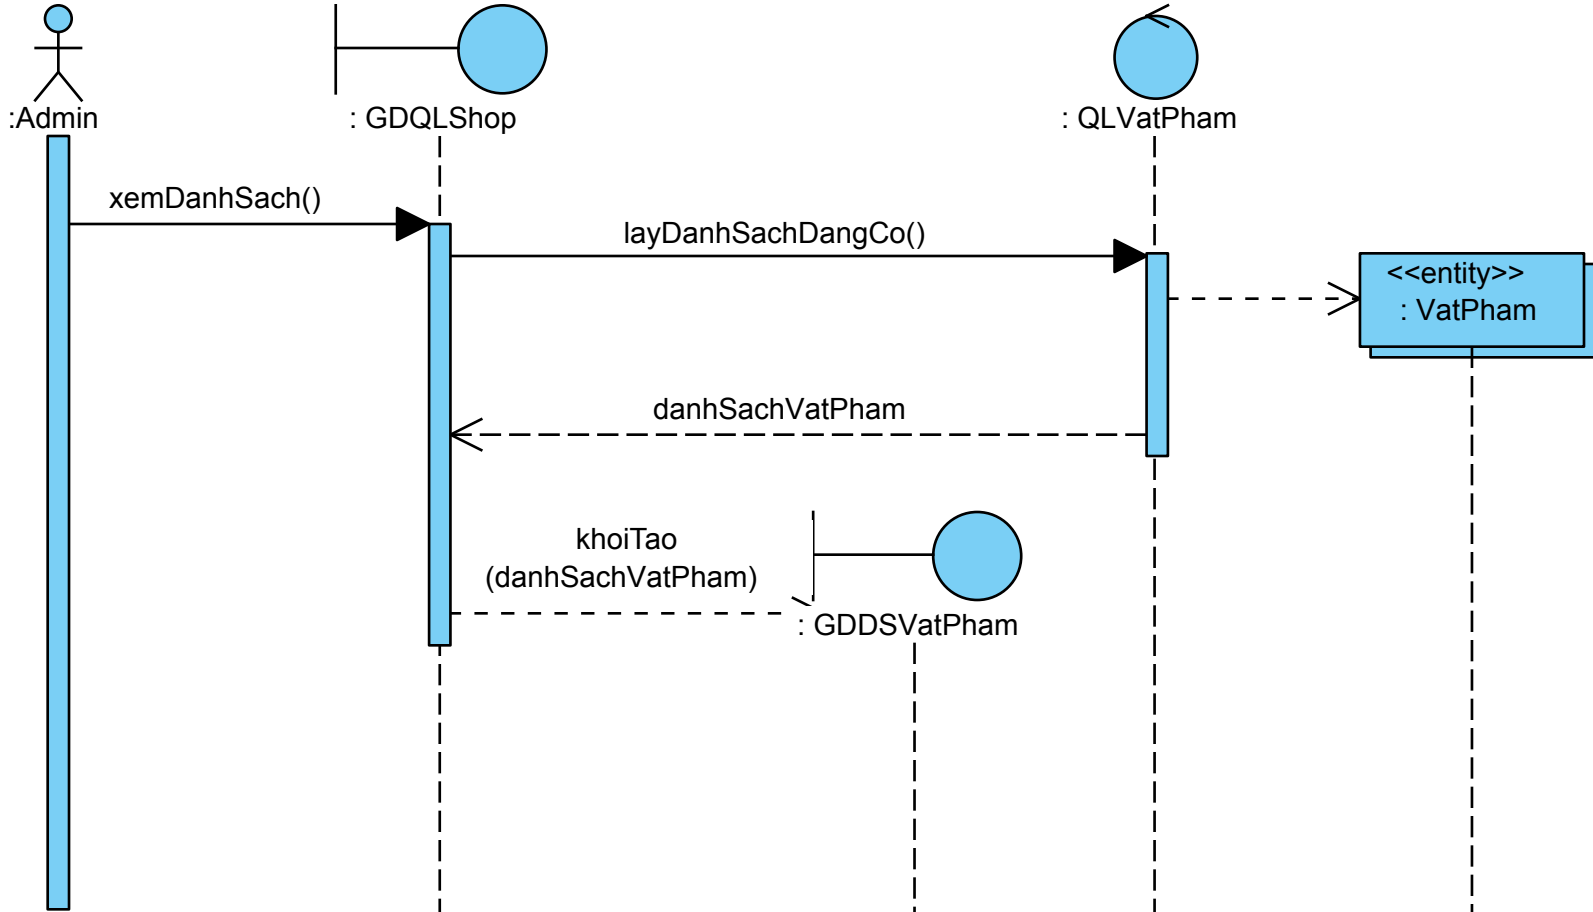 :Admin
: GDQLShop
: QLVatPham
xemDanhSach()
layDanhSachDangCo()
<<entity>>
: VatPham
danhSachVatPham
khoiTao
(danhSachVatPham)
: GDDSVatPham